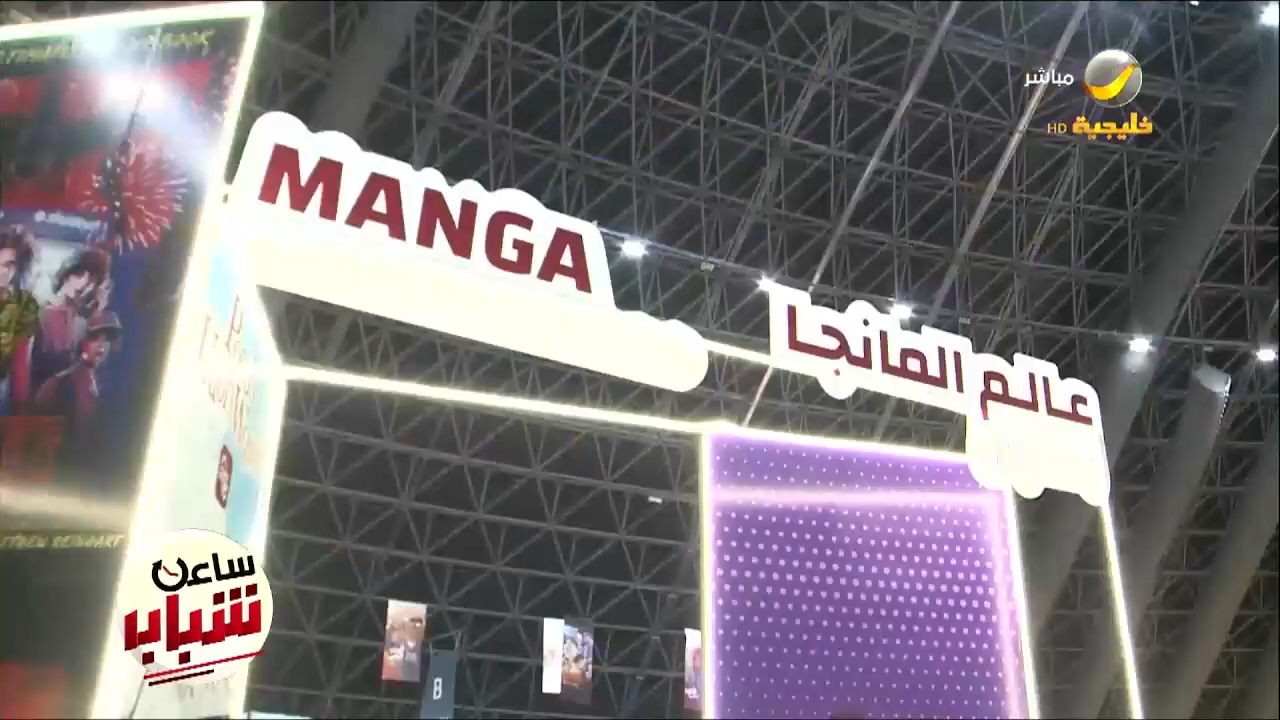 مباشر
خليجية HD
MANGA
عالم المانجا
ساعة
شباب
B